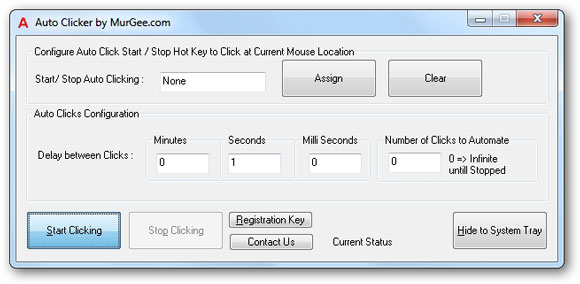 A Auto Clicker by MurGee.com
Configure Auto Click Start / Stop Hot Key to Click at Current Mouse Location
Start/ Stop Auto Clicking : None Assign Clear
Auto Clicks Configuration
Minutes Seconds Milli Seconds Number of Clicks to Automate
Delay between Clicks : 0 1 0 0 0 => Infinite
untill Stopped
Start Clicking Stop Clicking Registration Key Hide to System Tray
Contact Us Current Status